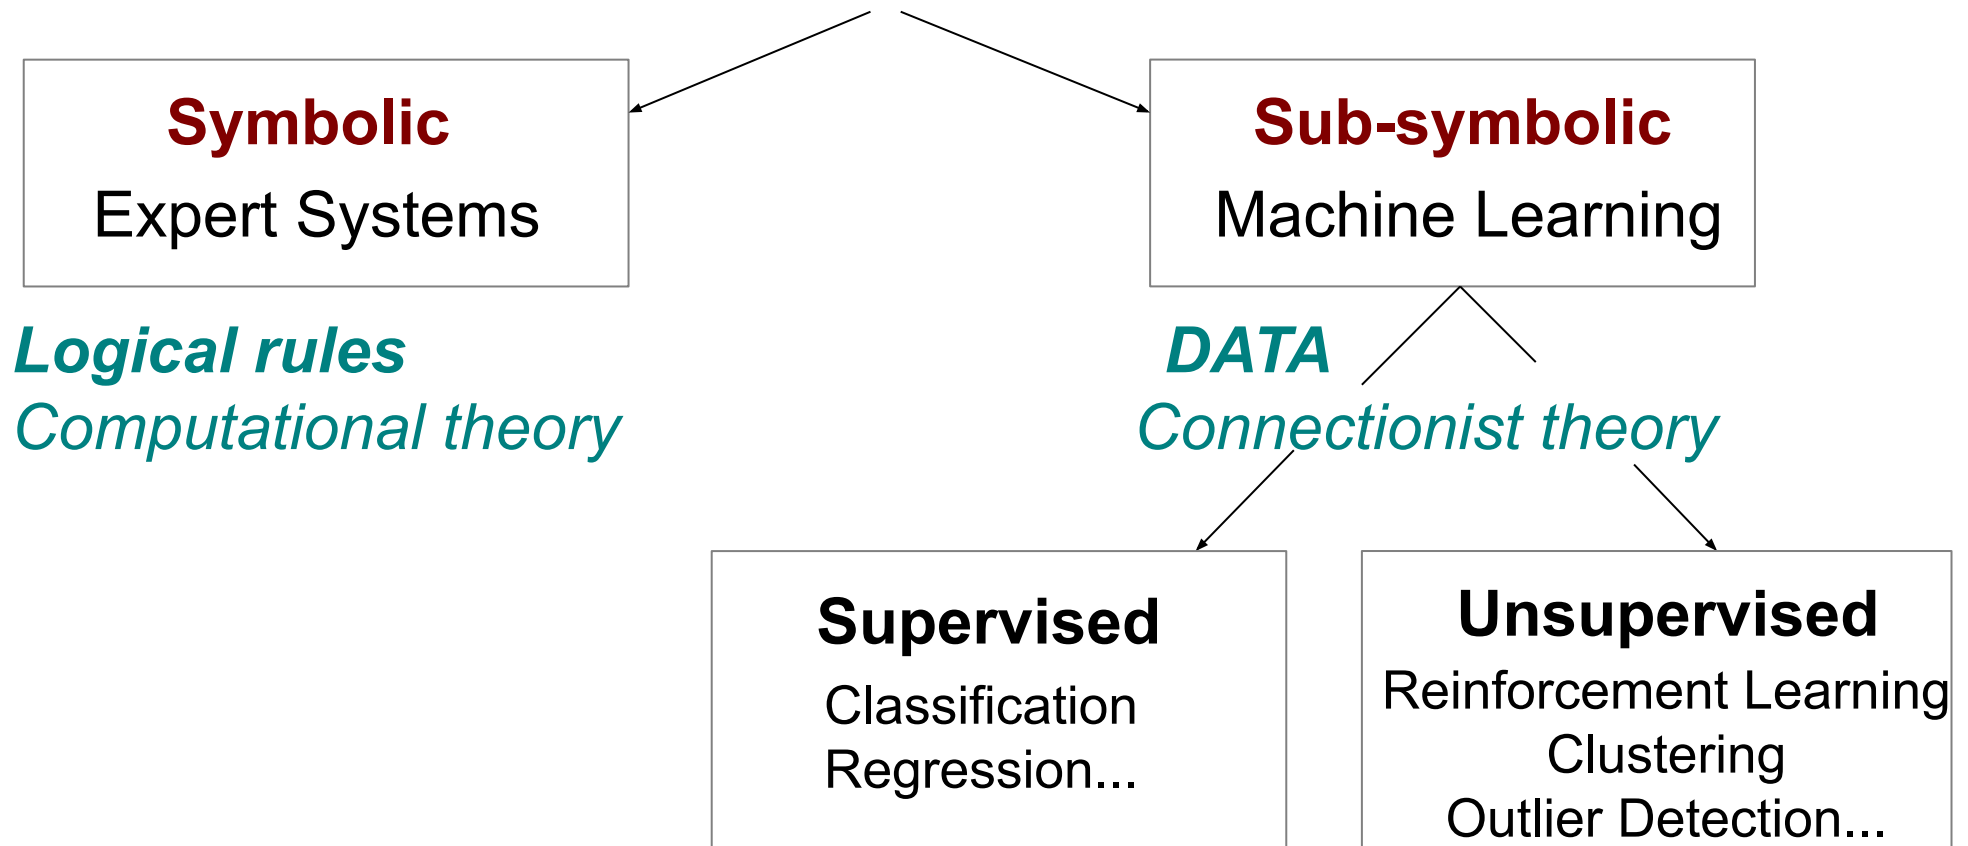 Symbolic
Expert Systems
Sub-symbolic
Machine Learning
Logical rules
Computational theory
DATA
Connectionist theory
Supervised
Classification
Regression...
Unsupervised
Reinforcement Learning
Clustering
Outlier Detection...